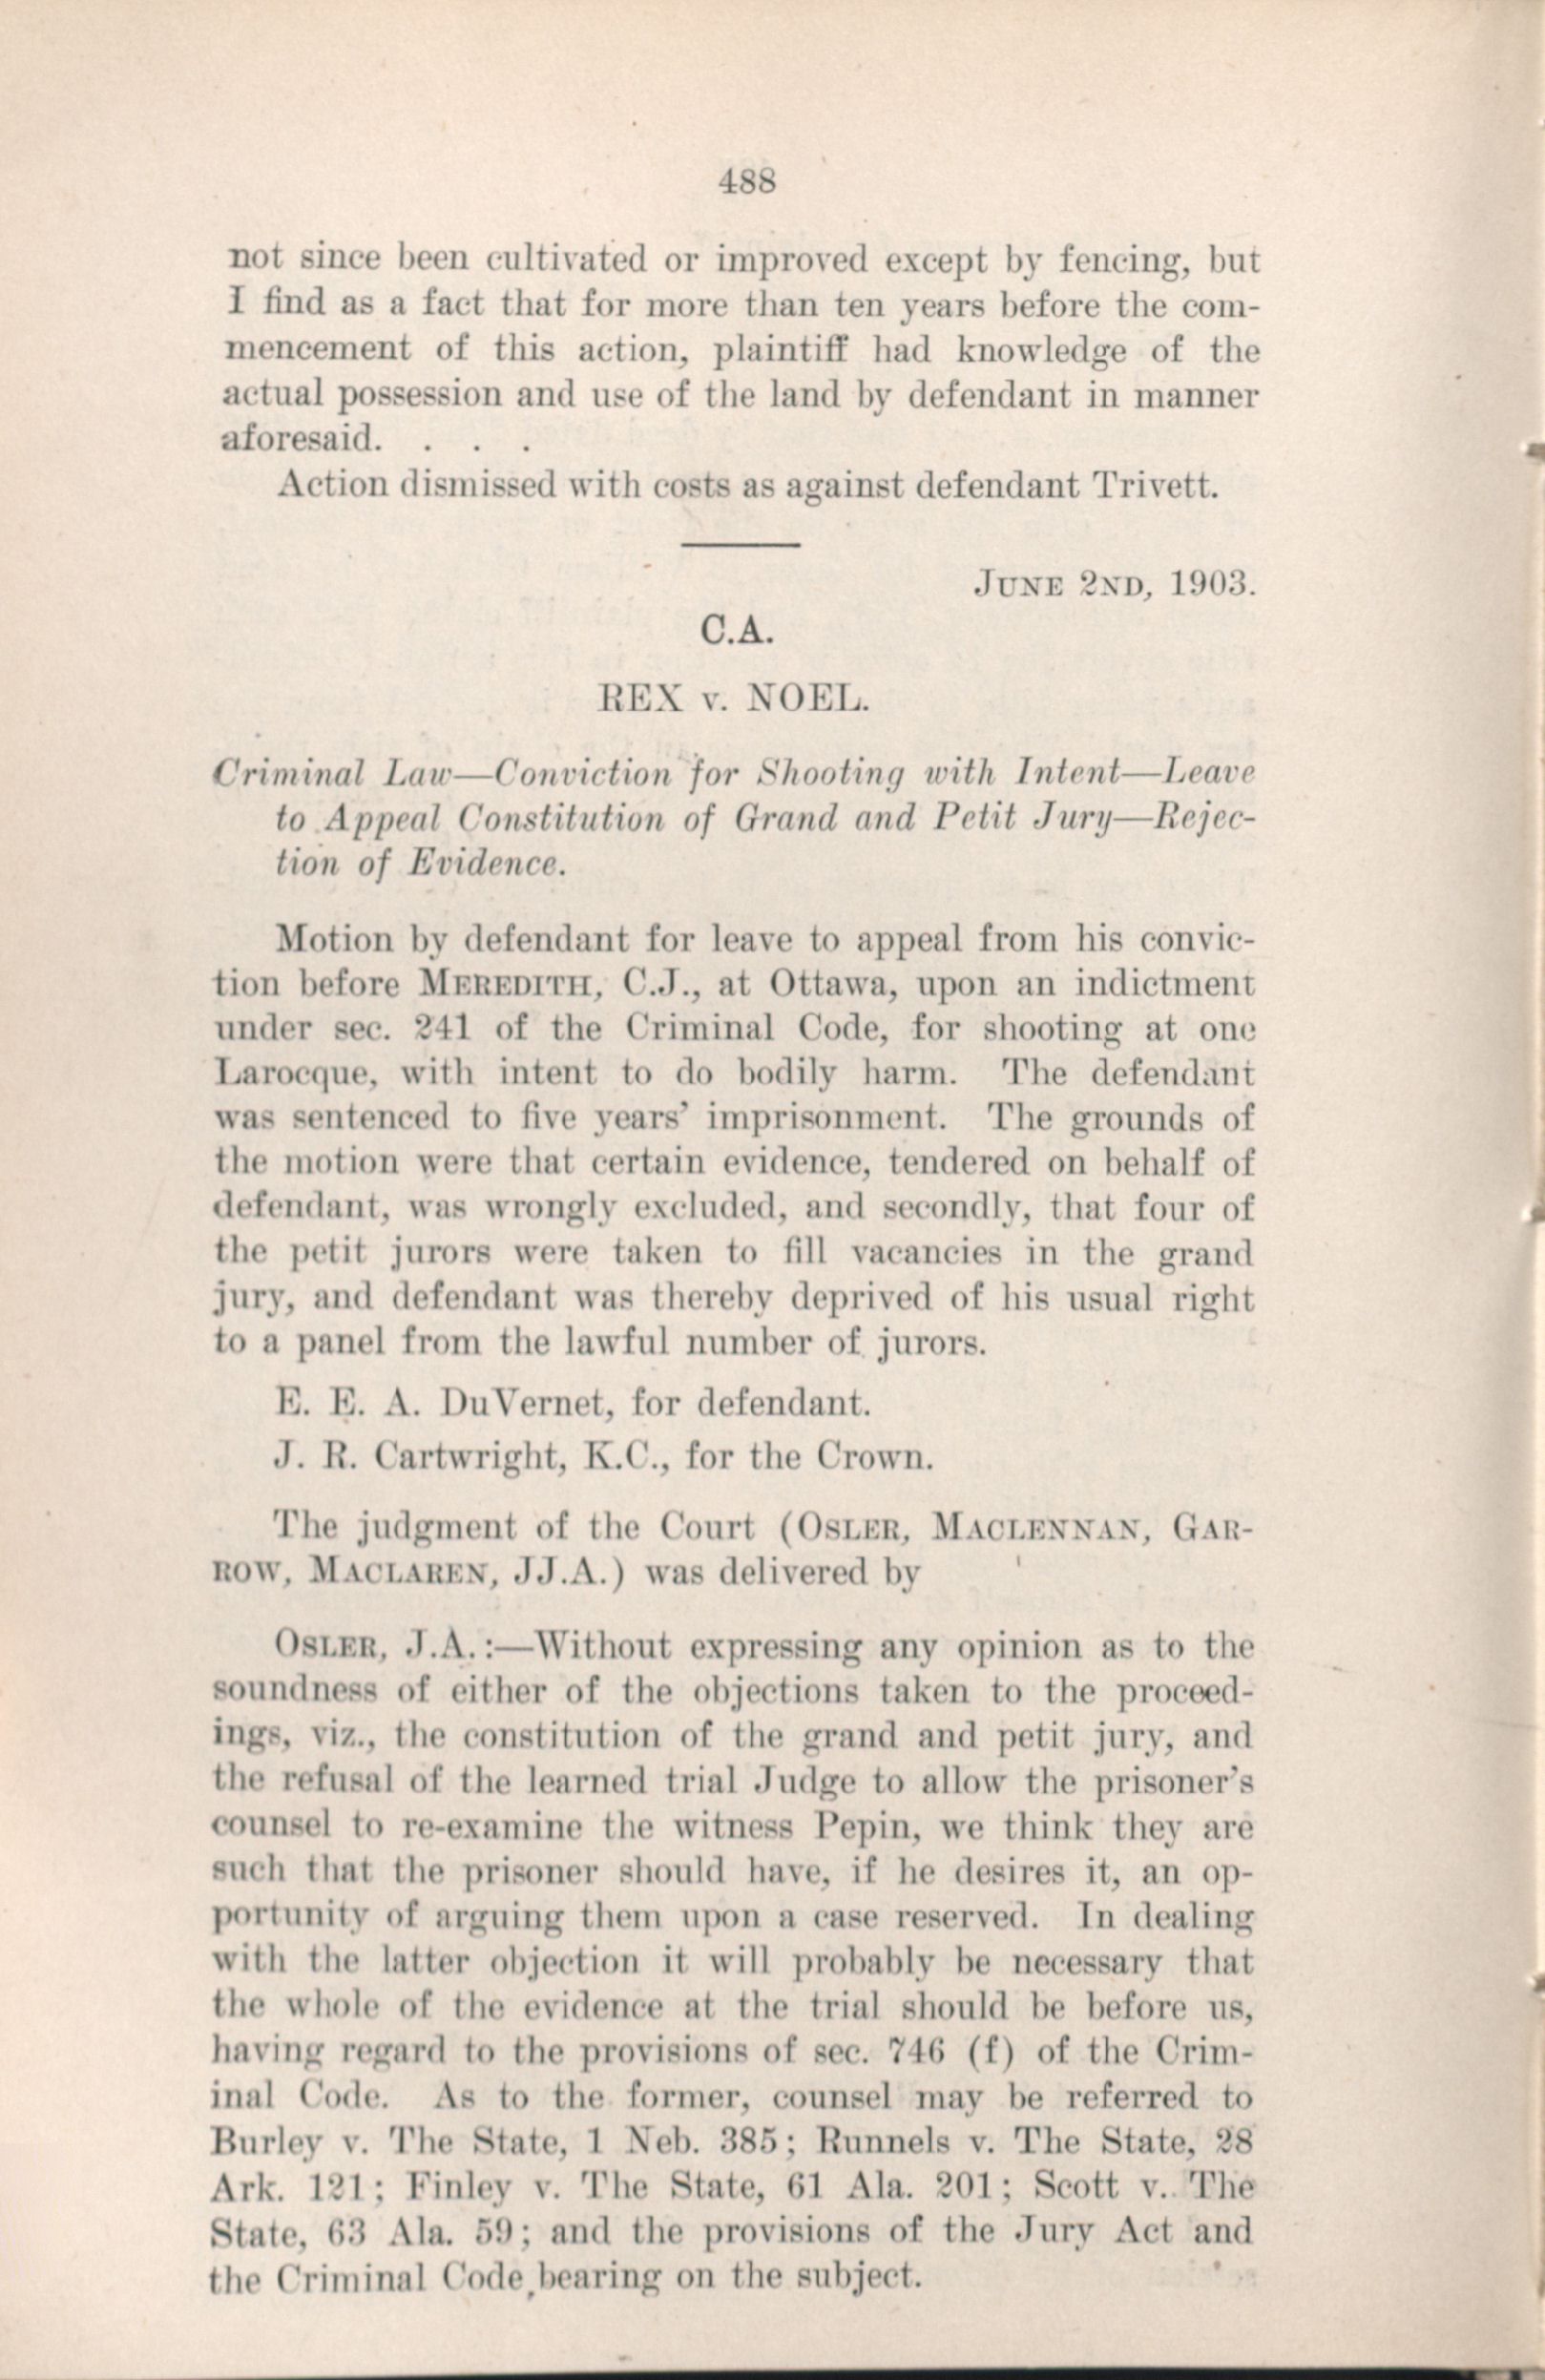 488
not since been cultivated or improved except by fencing, but
I find as a fact that for more than ten years before the com-
mencement of this action, plaintiff had knowledge of the
actual possession and use of the land by defendant in manner
aforesaid. . . .
Action dismissed with costs as against defendant Trivett.
JUNE 2ND, 1903.
C.A.
REX v. NOEL.
Criminal Law—Conviction for Shooting with Intent—Leave
to Appeal Constitution of Grand and Petit Jury—Rejec-
tion of Evidence.
Motion by defendant for leave to appeal from his convic-
tion before MEREDITH, C.J., at Ottawa, upon an indictment
under sec. 241 of the Criminal Code, for shooting at one
Larocque, with intent to do bodily harm. The defendant
was sentenced to five years' imprisonment. The grounds of
the motion were that certain evidence, tendered on behalf of
defendant, was wrongly excluded, and secondly, that four of
the petit jurors were taken to fill vacancies in the grand
jury, and defendant was thereby deprived of his usual right
to a panel from the lawful number of jurors.
E. E. A. DuVernet, for defendant.
J. R. Cartwright, K.C., for the Crown.
The judgment of the Court (OSLER, MACLENNAN, GAR-
ROW, MACLAREN, JJ.A.) was delivered by
OSLER, J.A.:—Without expressing any opinion as to the
soundness of either of the objections taken to the proceed-
ings, viz., the constitution of the grand and petit jury, and
the refusal of the learned trial Judge to allow the prisoner's
counsel to re-examine the witness Pepin, we think they are
such that the prisoner should have, if he desires it, an op-
portunity of arguing them upon a case reserved. In dealing
with the latter objection it will probably be necessary that
the whole of the evidence at the trial should be before us,
having regard to the provisions of sec. 746 (f) of the Crim-
inal Code. As to the former, counsel may be referred to
Burley v. The State, 1 Neb. 385; Runnels v. The State, 28
Ark. 121; Finley v. The State, 61 Ala. 201; Scott v. The
State, 63 Ala. 59; and the provisions of the Jury Act and
the Criminal Code, bearing on the subject.